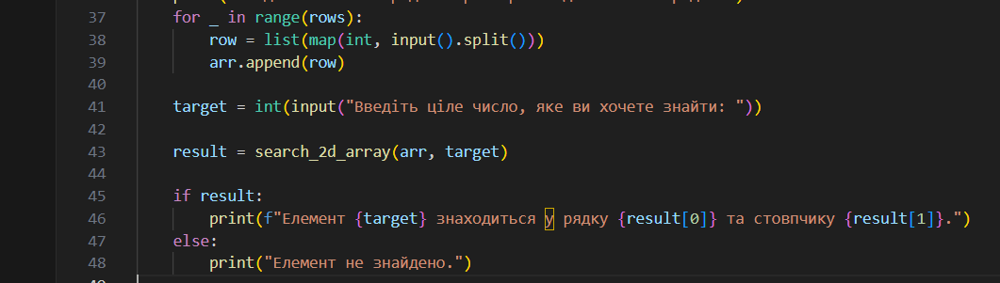 37 for _ in range(rows):
38 row = list(map(int, input().split()))
39 arr.append(row)
40
41 target = int(input("Введіть ціле число, яке ви хочете знайти: "))
42
43 result = search_2d_array(arr, target)
44
45 if result:
46 print(f"Елемент {target} знаходиться у рядку {result[0]} та стовпчику {result[1]}.")
47 else:
48 print("Елемент не знайдено.")